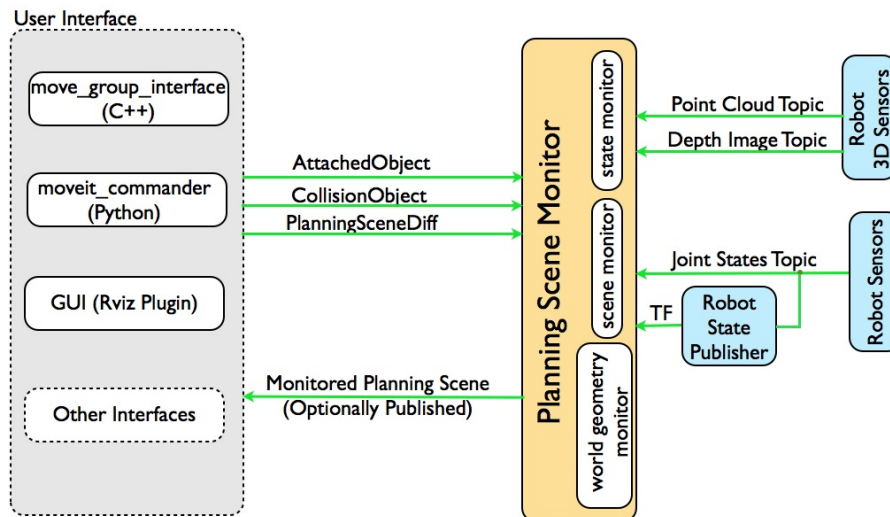 User Interface
move_group_interface
(C++)
moveit_commander
(Python)
GUI (Rviz Plugin)
Other Interfaces
AttachedObject
CollisionObject
PlanningSceneDiff
Monitored Planning Scene
(Optionally Published)
Planning Scene Monitor
state monitor
scene monitor
world geometry
monitor
Point Cloud Topic
Depth Image Topic
Joint States Topic
TF
Robot
State
Publisher
Robot
3D Sensors
Robot Sensors